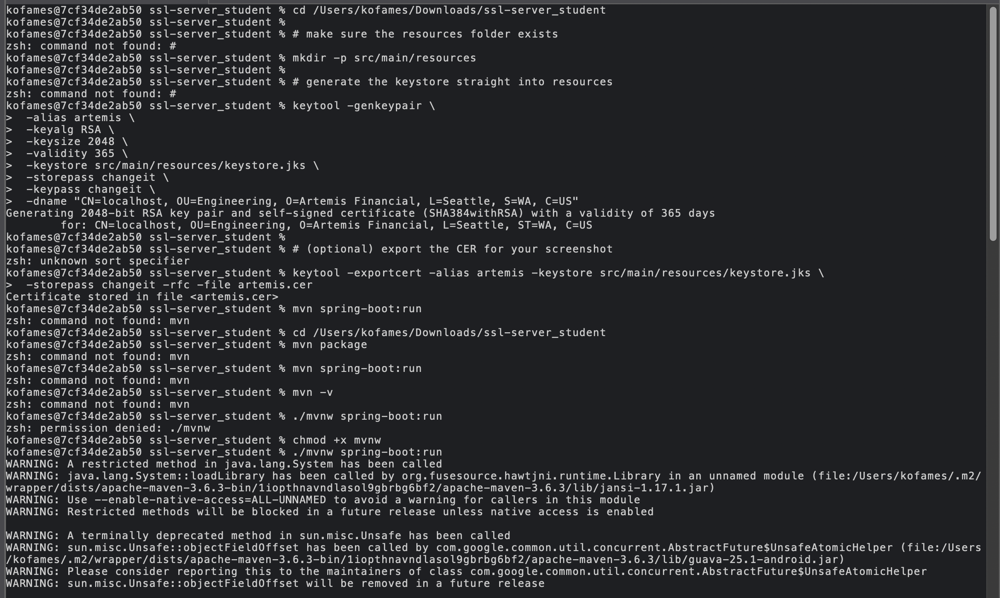 kofames@7cf34de2ab50 ssl-server_student % cd /Users/kofames/Downloads/ssl-server_student
kofames@7cf34de2ab50 ssl-server_student %
kofames@7cf34de2ab50 ssl-server_student % # make sure the resources folder exists
zsh: command not found: #
kofames@7cf34de2ab50 ssl-server_student % mkdir -p src/main/resources
kofames@7cf34de2ab50 ssl-server_student %
kofames@7cf34de2ab50 ssl-server_student % # generate the keystore straight into resources
zsh: command not found: #
kofames@7cf34de2ab50 ssl-server_student % keytool -genkeypair \
>  -alias artemis \
>  -keyalg RSA \
>  -keysize 2048 \
>  -validity 365 \
>  -keystore src/main/resources/keystore.jks \
>  -storepass changeit \
>  -keypass changeit \
>  -dname "CN=localhost, OU=Engineering, O=Artemis Financial, L=Seattle, S=WA, C=US"
Generating 2048-bit RSA key pair and self-signed certificate (SHA384withRSA) with a validity of 365 days
        for: CN=localhost, OU=Engineering, O=Artemis Financial, L=Seattle, ST=WA, C=US
kofames@7cf34de2ab50 ssl-server_student %
kofames@7cf34de2ab50 ssl-server_student % # (optional) export the CER for your screenshot
zsh: unknown sort specifier
kofames@7cf34de2ab50 ssl-server_student % keytool -exportcert -alias artemis -keystore src/main/resources/keystore.jks \
>  -storepass changeit -rfc -file artemis.cer
Certificate stored in file <artemis.cer>
kofames@7cf34de2ab50 ssl-server_student % mvn spring-boot:run
zsh: command not found: mvn
kofames@7cf34de2ab50 ssl-server_student % cd /Users/kofames/Downloads/ssl-server_student
kofames@7cf34de2ab50 ssl-server_student % mvn package
zsh: command not found: mvn
kofames@7cf34de2ab50 ssl-server_student % mvn spring-boot:run
zsh: command not found: mvn
kofames@7cf34de2ab50 ssl-server_student % mvn -v
zsh: command not found: mvn
kofames@7cf34de2ab50 ssl-server_student % ./mvnw spring-boot:run
zsh: permission denied: ./mvnw
kofames@7cf34de2ab50 ssl-server_student % chmod +x mvnw
kofames@7cf34de2ab50 ssl-server_student % ./mvnw spring-boot:run
WARNING: A restricted method in java.lang.System has been called
WARNING: java.lang.System::loadLibrary has been called by org.fusesource.hawtjni.runtime.Library in an unnamed module (file:/Users/kofames/.m2/
wrapper/dists/apache-maven-3.6.3-bin/1iopthnavndlasol9gbrbg6bf2/apache-maven-3.6.3/lib/jansi-1.17.1.jar)
WARNING: Use --enable-native-access=ALL-UNNAMED to avoid a warning for callers in this module
WARNING: Restricted methods will be blocked in a future release unless native access is enabled

WARNING: A terminally deprecated method in sun.misc.Unsafe has been called
WARNING: sun.misc.Unsafe::objectFieldOffset has been called by com.google.common.util.concurrent.AbstractFuture$UnsafeAtomicHelper (file:/Users
/kofames/.m2/wrapper/dists/apache-maven-3.6.3-bin/1iopthnavndlasol9gbrbg6bf2/apache-maven-3.6.3/lib/guava-25.1-android.jar)
WARNING: Please consider reporting this to the maintainers of class com.google.common.util.concurrent.AbstractFuture$UnsafeAtomicHelper
WARNING: sun.misc.Unsafe::objectFieldOffset will be removed in a future release